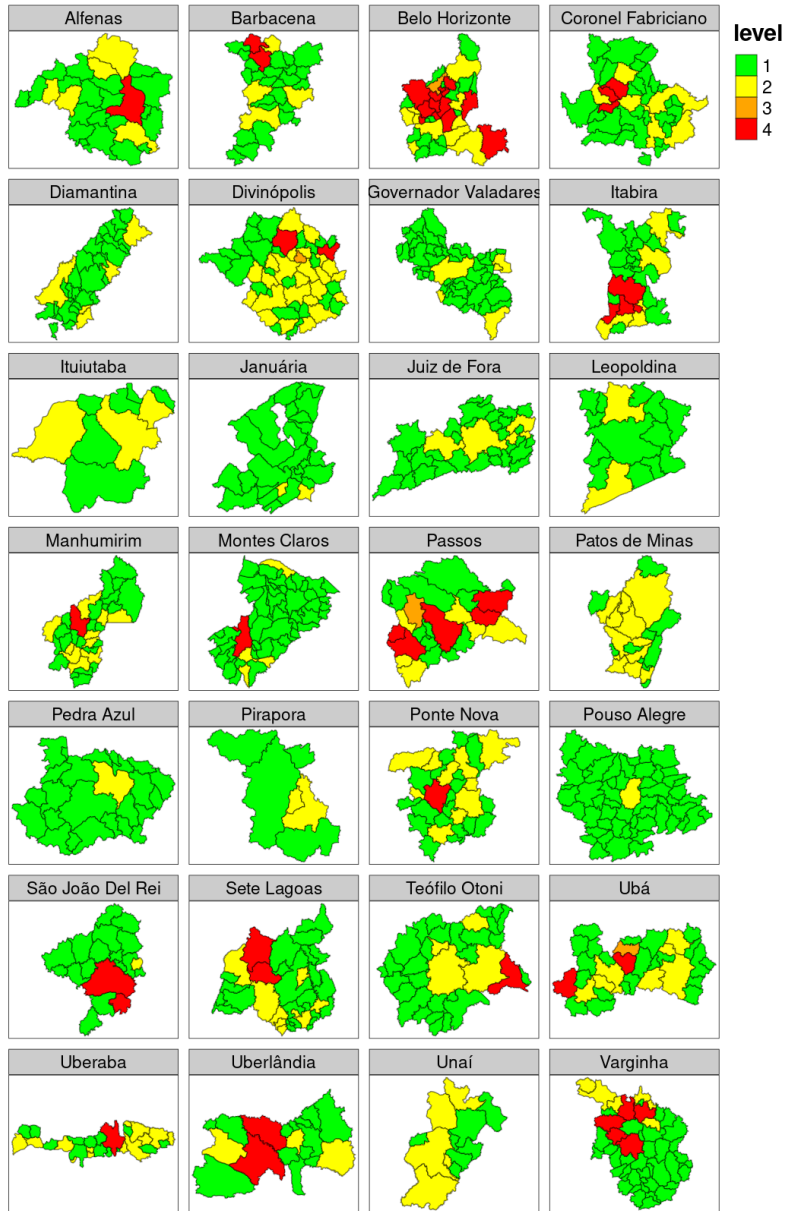 Alfenas
Barbacena
Belo Horizonte
Coronel Fabriciano
level
1
2
3
4
Diamantina
Divinópolis
Governador Valadares
Itabira
Ituiutaba
Januária
Juiz de Fora
Leopoldina
Manhumirim
Montes Claros
Passos
Patos de Minas
Pedra Azul
Pirapora
Ponte Nova
Pouso Alegre
São João Del Rei
Sete Lagoas
Teófilo Otoni
Ubá
Uberaba
Uberlândia
Unaí
Varginha